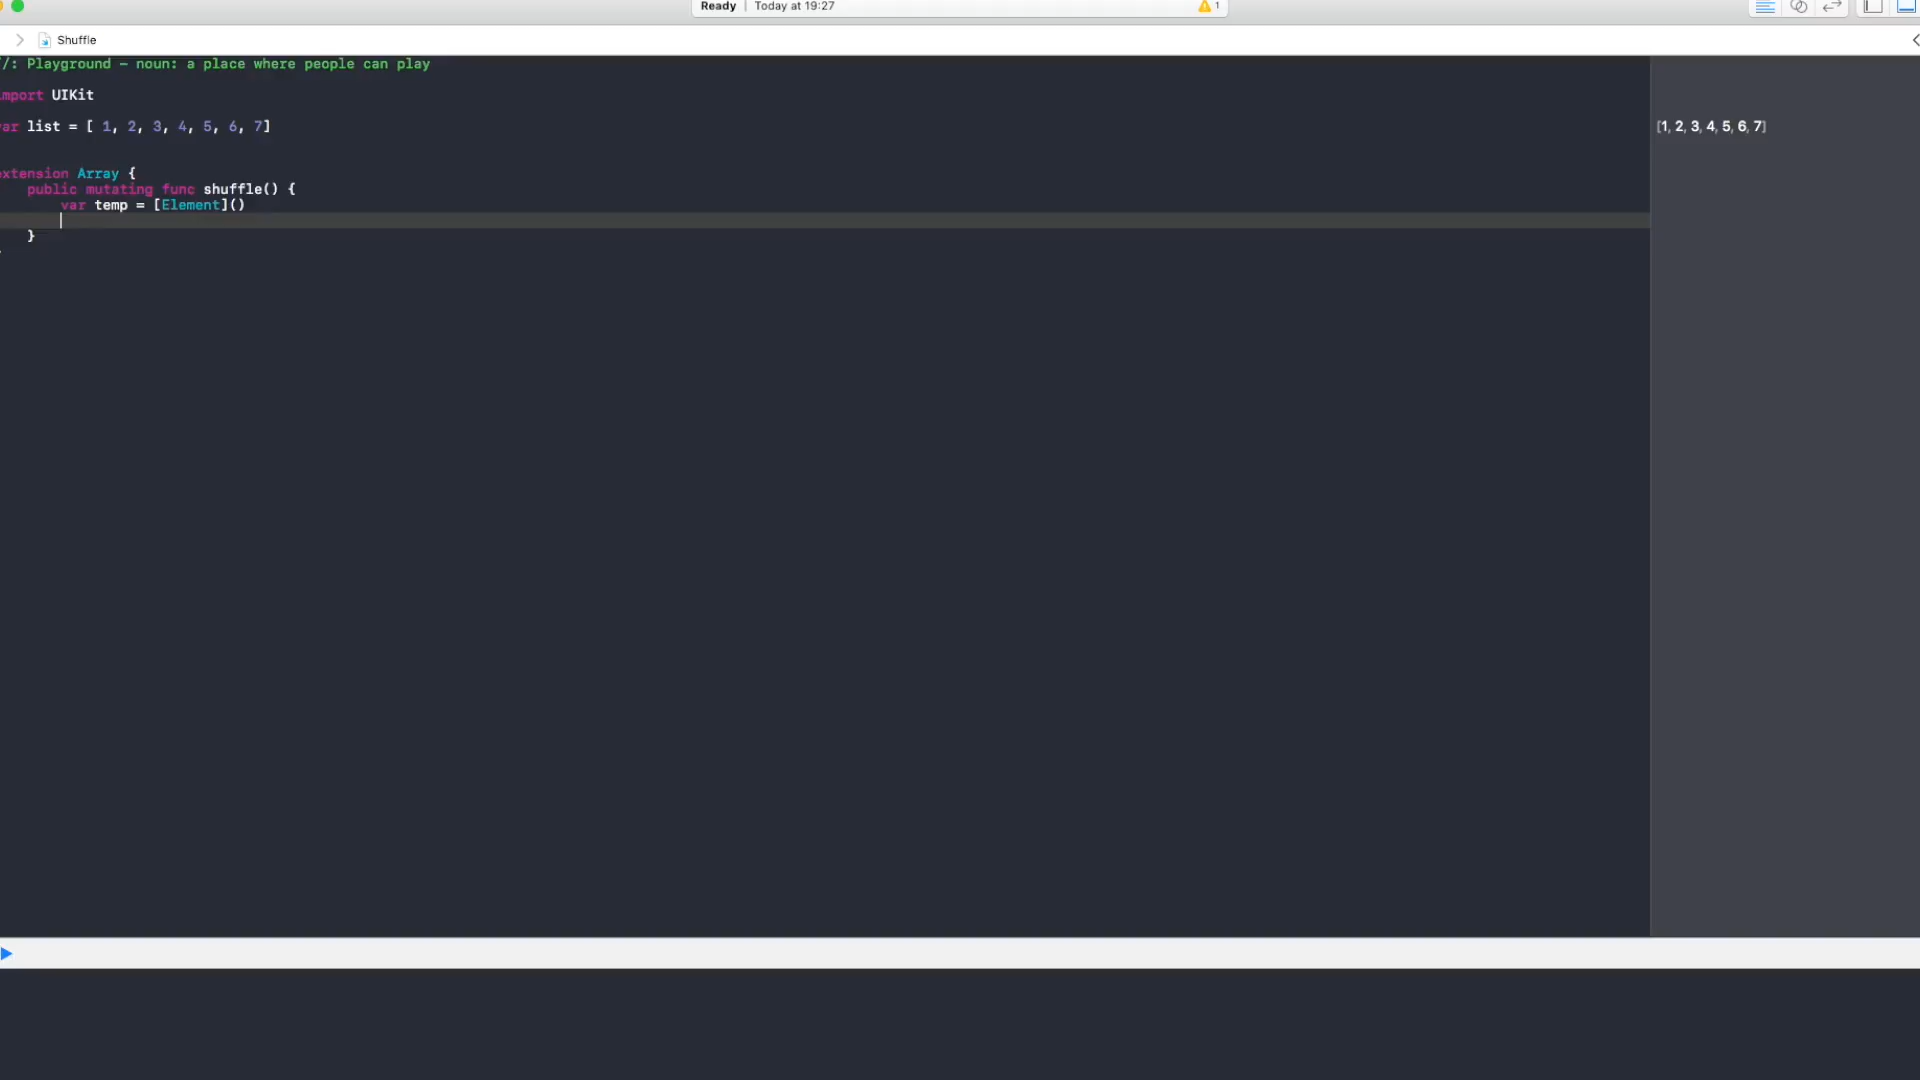 Ready | Today at 19:27 1
Shuffle
/: Playground – noun: a place where people can play
mport UIKit
ar list = [ 1, 2, 3, 4, 5, 6, 7]
[1, 2, 3, 4, 5, 6, 7]
extension Array {
public mutating func shuffle() {
var temp = [Element]()
}